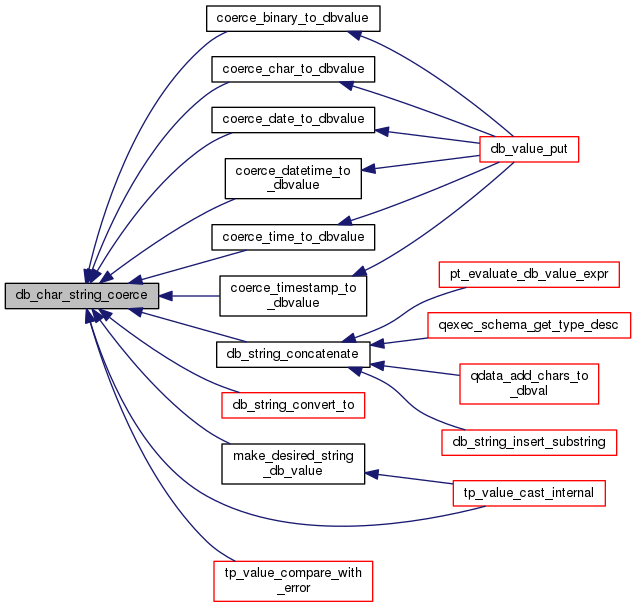 coerce_binary_to_dbvalue
coerce_char_to_dbvalue
coerce_date_to_dbvalue
db_value_put
coerce_datetime_to
_dbvalue
coerce_time_to_dbvalue
pt_evaluate_db_value_expr
coerce_timestamp_to
_dbvalue
db_char_string_coerce
qexec_schema_get_type_desc
db_string_concatenate
qdata_add_chars_to
_dbval
db_string_convert_to
db_string_insert_substring
make_desired_string
_db_value
tp_value_cast_internal
tp_value_compare_with
_error